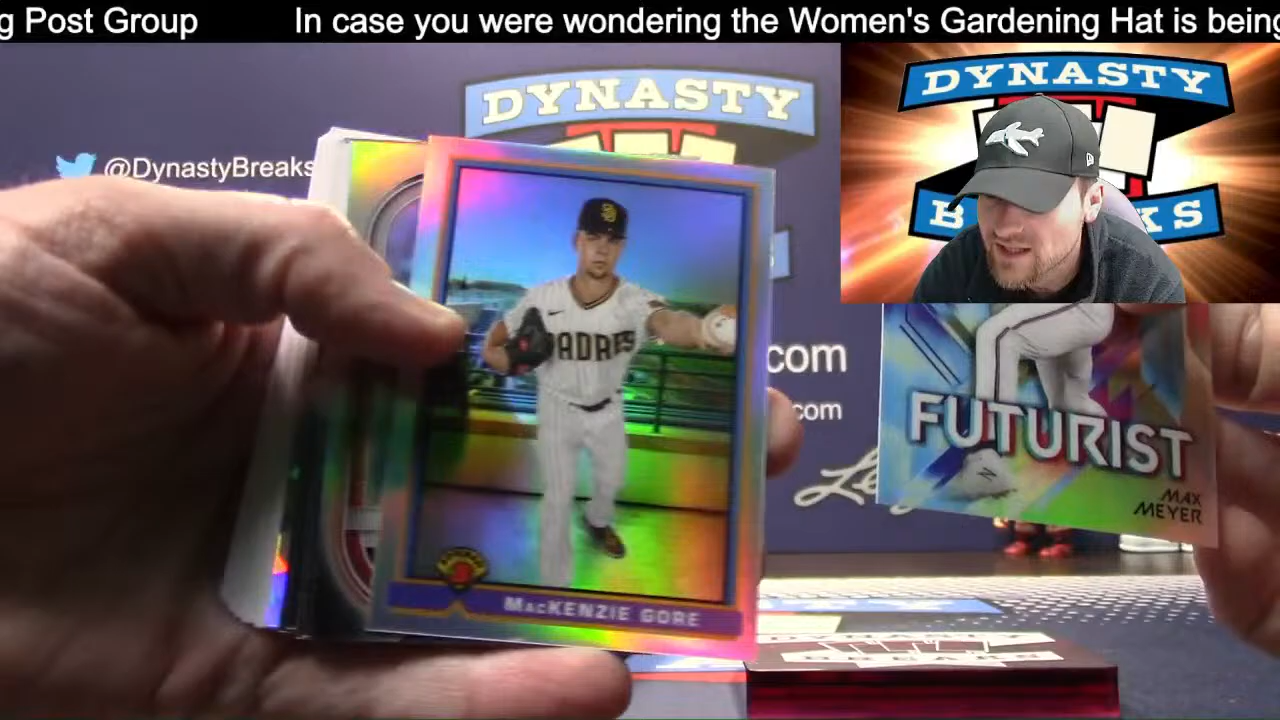 g Post Group In case you were wondering the Women's Gardening Hat is being
DYNASTY
@DynastyBreaks
DYNASTY
B KS
PADRES
com
com
FUTURIST
MAX
MEYER
MacKENZIE GORE